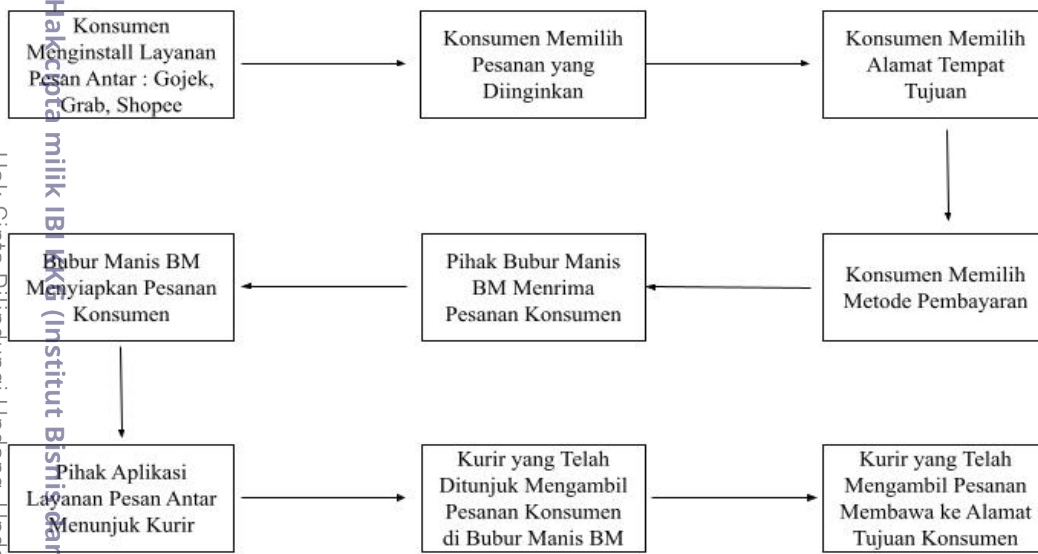 Konsumen
Menginstall Layanan
Pesan Antar : Gojek,
Grab, Shopee
Konsumen Memilih
Pesanan yang
Diinginkan
Konsumen Memilih
Alamat Tempat
Tujuan
Konsumen Memilih
Metode Pembayaran
Pihak Bubur Manis
BM Menrima
Pesanan Konsumen
Bubur Manis BM
Menyiapkan Pesanan
Konsumen
Pihak Aplikasi
Layanan Pesan Antar
Menunjuk Kurir
Kurir yang Telah
Ditunjuk Mengambil
Pesanan Konsumen
di Bubur Manis BM
Kurir yang Telah
Mengambil Pesanan
Membawa ke Alamat
Tujuan Konsumen
Hak cipta milik IBI KKG (Institut Bisnis dan